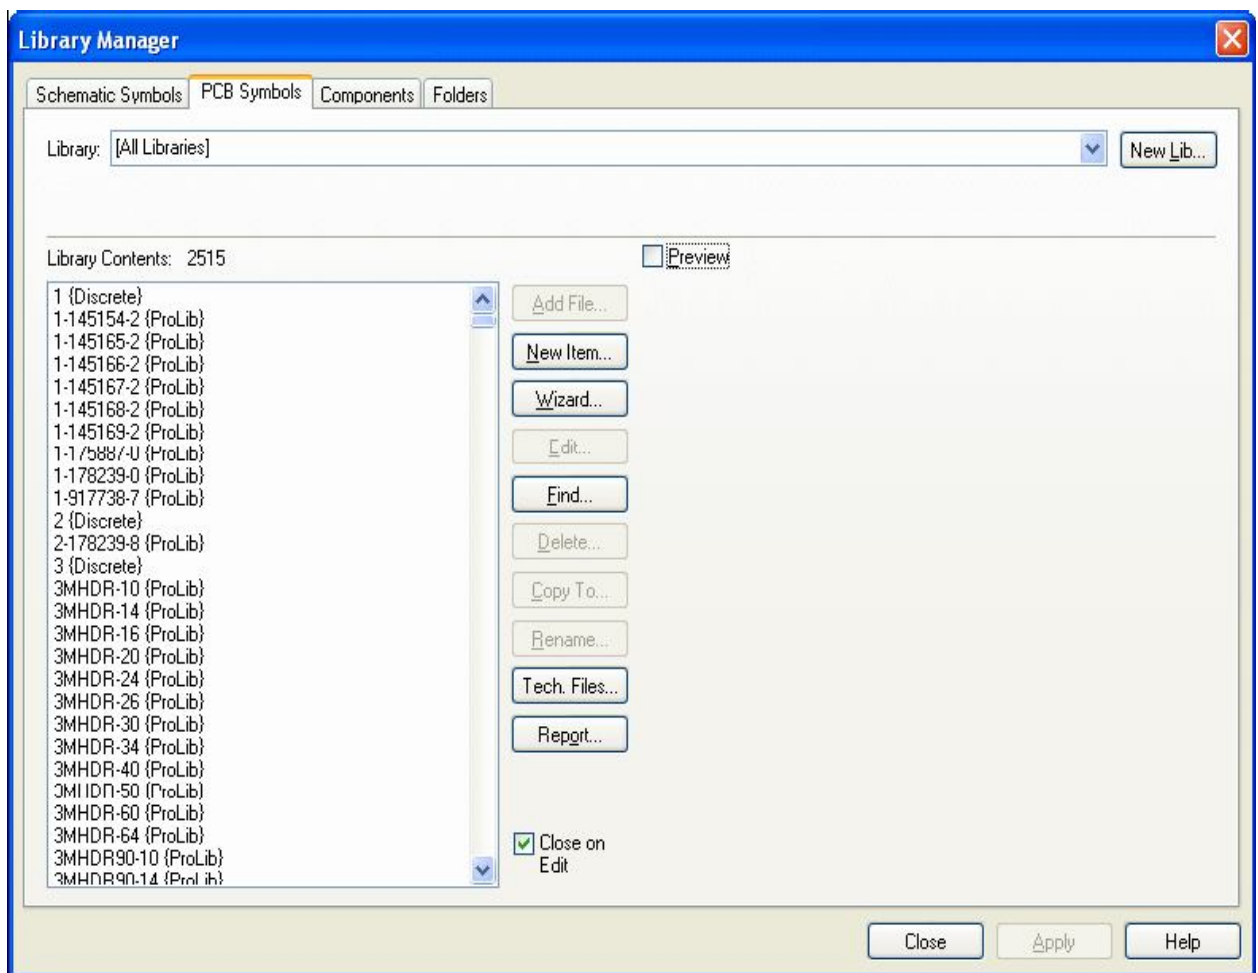 Library Manager
Schematic Symbols
PCB Symbols
Components
Folders
Library:
[All Libraries]
New Lib...
Library Contents: 2515
Preview
1 {Discrete}
1-145154-2 {ProLib}
1-145165-2 {ProLib}
1-145166-2 {ProLib}
1-145167-2 {ProLib}
1-145168-2 {ProLib}
1-145169-2 {ProLib}
1-175887-0 {ProLib}
1-178239-0 {ProLib}
1-917738-7 {ProLib}
2 {Discrete}
2-178239-8 {ProLib}
3 {Discrete}
3MHDR-10 {ProLib}
3MHDR-14 {ProLib}
3MHDR-16 {ProLib}
3MHDR-20 {ProLib}
3MHDR-24 {ProLib}
3MHDR-26 {ProLib}
3MHDR-30 {ProLib}
3MHDR-34 {ProLib}
3MHDR-40 {ProLib}
3MHDR-50 {ProLib}
3MHDR-60 {ProLib}
3MHDR-64 {ProLib}
3MHDR90-10 {ProLib}
3MHDR90-14 {ProLib}
Add File...
New Item...
Wizard...
Edit...
Find...
Delete...
Copy To...
Rename...
Tech. Files...
Report...
Close on
Edit
Close
Apply
Help